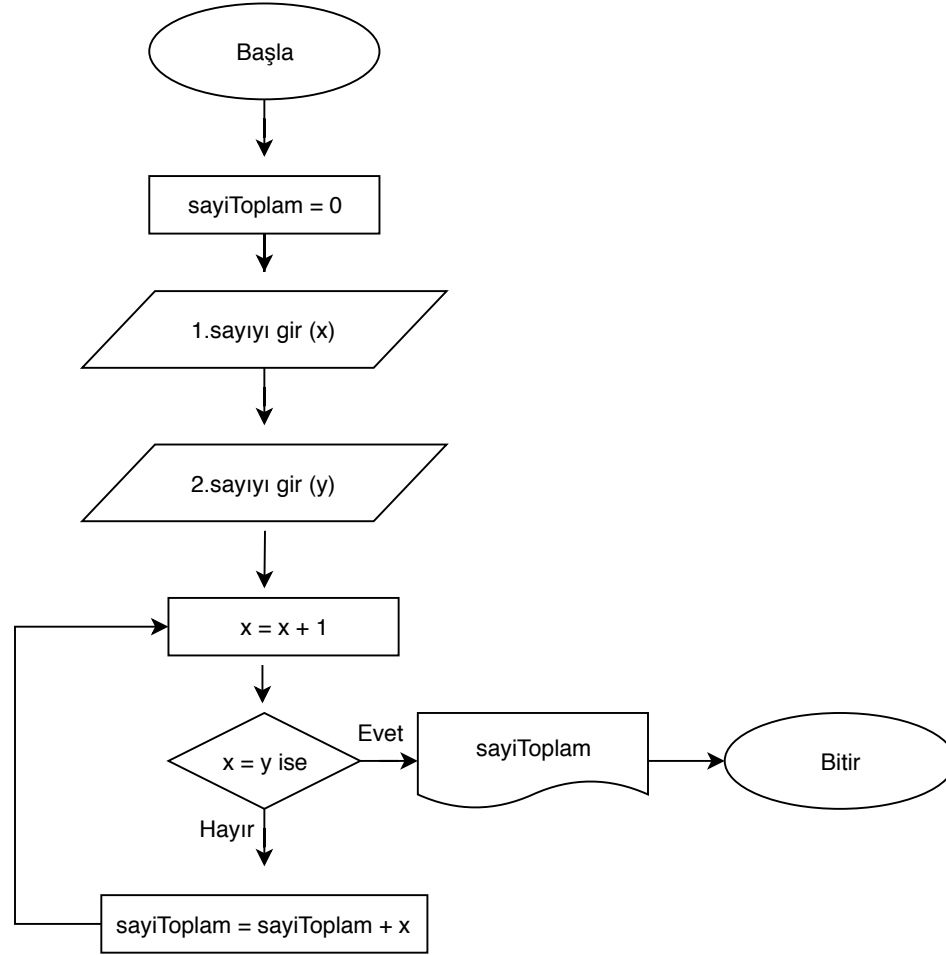 Başla
sayiToplam = 0
1.sayıyı gir (x)
2.sayıyı gir (y)
x = x + 1
x = y ise
Evet
sayiToplam
Bitir
Hayır
sayiToplam = sayiToplam + x